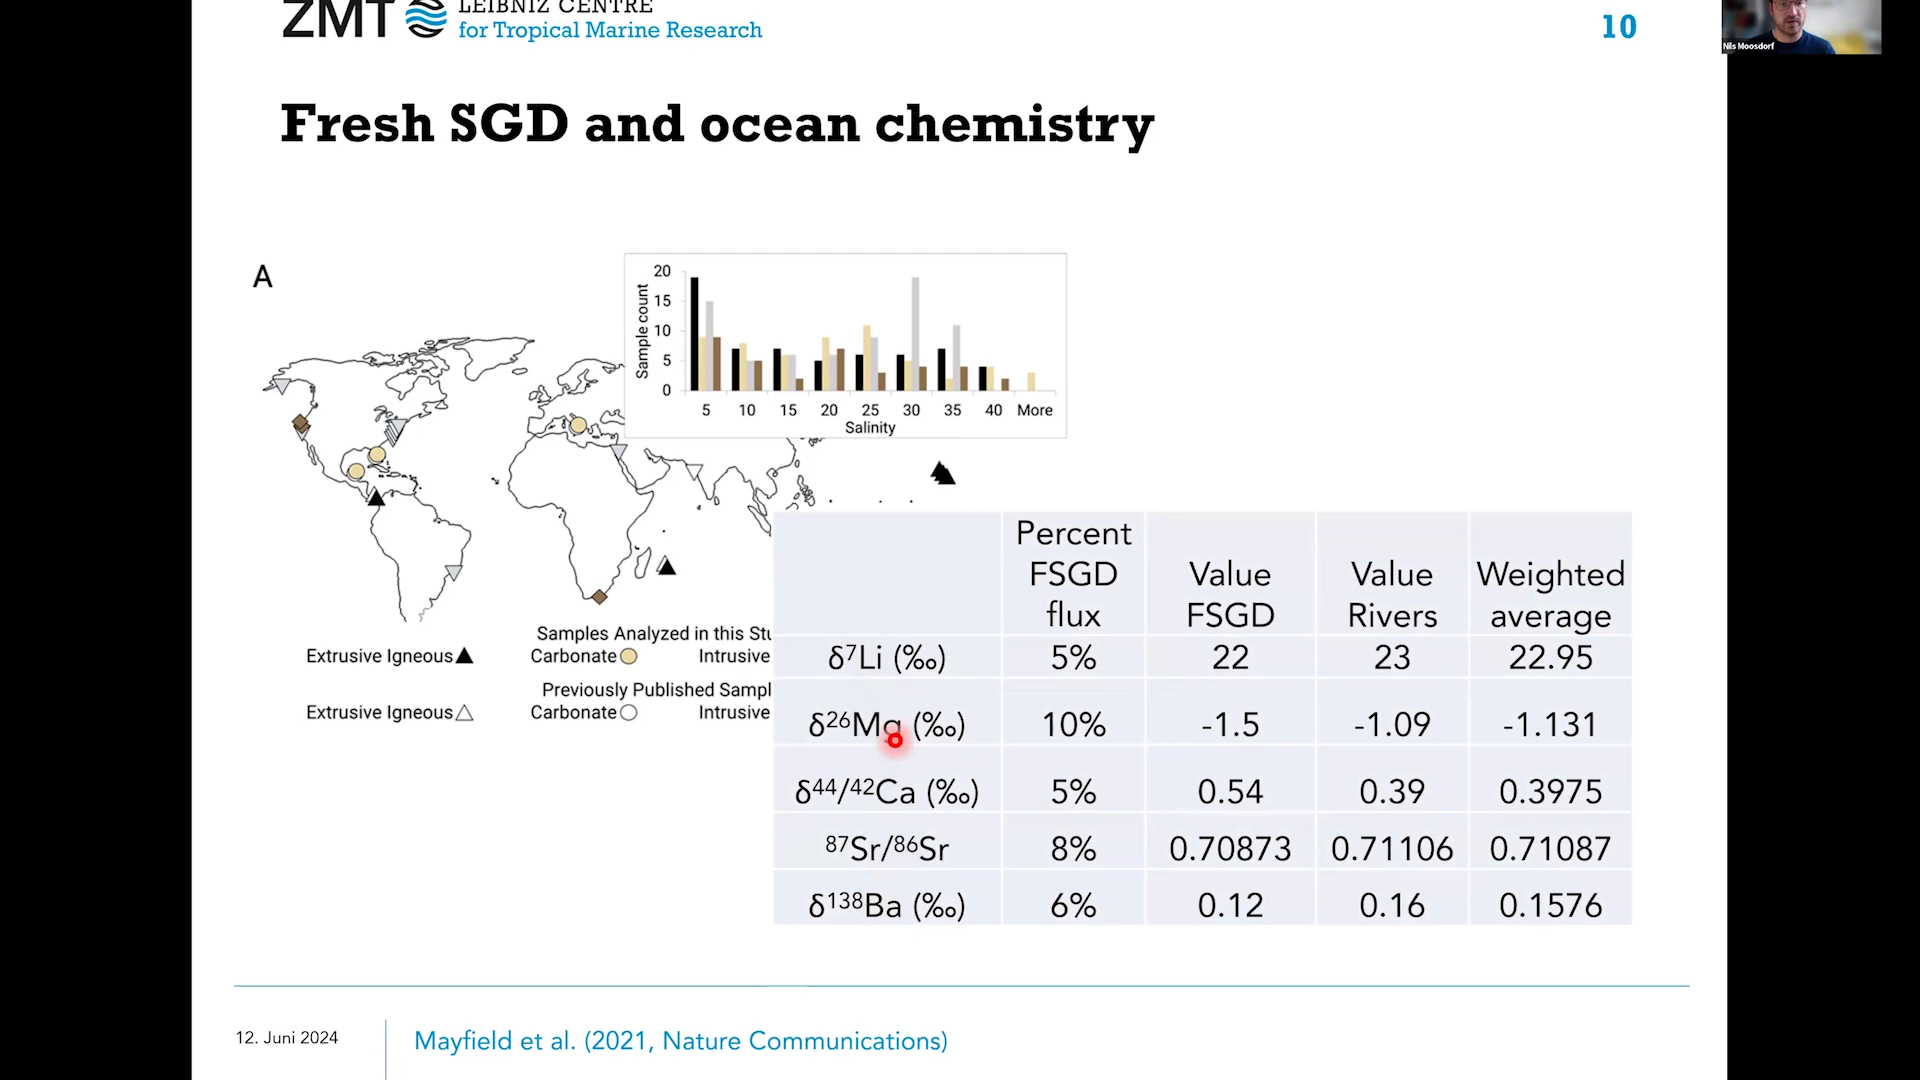 ZMT
LEIBNIZ CENTRE
for Tropical Marine Research
10
Nils Moosdorf
Fresh SGD and ocean chemistry
A
20
15
10
5
0
Sample count
5 10 15 20 25 30 35 40 More
Salinity
Samples Analyzed in this Stu
Extrusive Igneous Carbonate Intrusive
Previously Published Sampl
Extrusive Igneous Carbonate Intrusive
Percent FSGD flux Value FSGD Value Rivers Weighted average
δ⁷Li (‰) 5% 22 23 22.95
δ²⁶Mg (‰) 10% -1.5 -1.09 -1.131
δ⁴⁴/⁴²Ca (‰) 5% 0.54 0.39 0.3975
⁸⁷Sr/⁸⁶Sr 8% 0.70873 0.71106 0.71087
δ¹³⁸Ba (‰) 6% 0.12 0.16 0.1576
12. Juni 2024
Mayfield et al. (2021, Nature Communications)